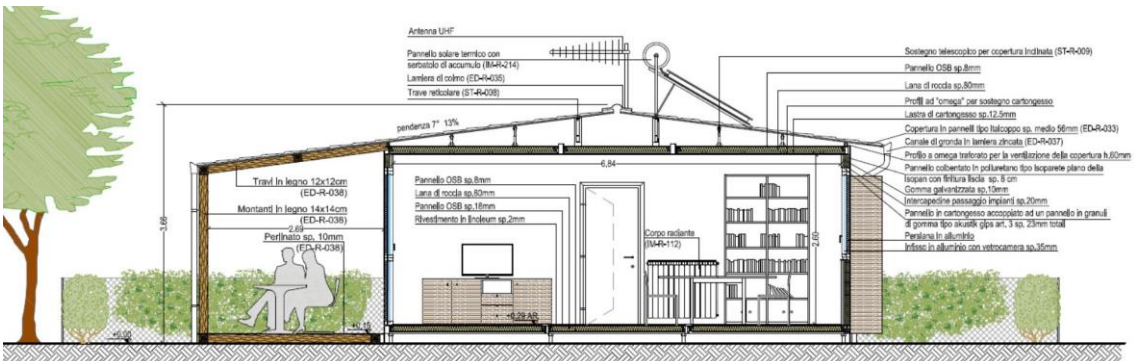 Antenna UHF
Pannello solare termico con
serbatoio di accumulo (IM-R-214)
Lamiera di colmo (ED-R-035)
Trave reticolare (ST-R-008)
pendenza 7° 13%
Sostegno telescopico per copertura inclinata (ST-R-009)
Pannello OSB sp.8mm
Lana di roccia sp.80mm
Profili ad "omega" per sostegno cartongesso
Lastra di cartongesso sp.12.5mm
Copertura in pannelli tipo Italcoppo sp. medio 56mm (ED-R-033)
Canale di gronda in lamiera zincata (ED-R-037)
Profilo a omega traforato per la ventilazione della copertura h.60mm
Pannello coibentato in poliuretano tipo Isoparete plano della
Isopan con finitura liscia sp. 8 cm
Gomma galvanizzata sp.10mm
Intercapedine passaggio impianti sp.20mm
Pannello in cartongesso accoppiato ad un pannello in granuli
di gomma tipo akustik gips art. 3 sp. 23mm totali
Persiana in alluminio
Infisso in alluminio con vetrocamera sp.35mm
6,84
3.66
Travi in legno 12x12cm
(ED-R-038)
Montanti in legno 14x14cm
(ED-R-038)
2.69
Perlinato sp. 10mm
(ED-R-038)
Pannello OSB sp.8mm
Lana di roccia sp.80mm
Pannello OSB sp.18mm
Rivestimento in linoleum sp.2mm
Corpo radiante
(IM-R-112)
2.60
+0.29 AR
+0.15
±0.00